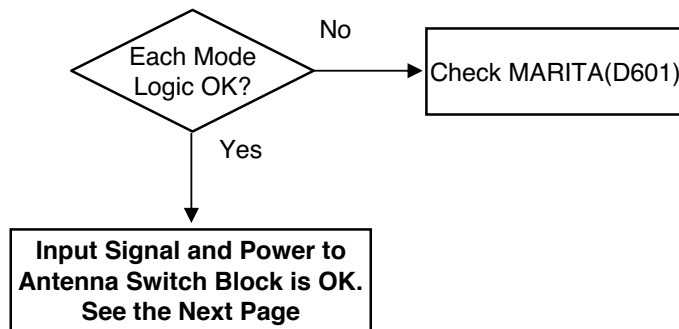 Each Mode
Logic OK?
No
Check MARITA(D601)
Yes
Input Signal and Power to
Antenna Switch Block is OK.
See the Next Page